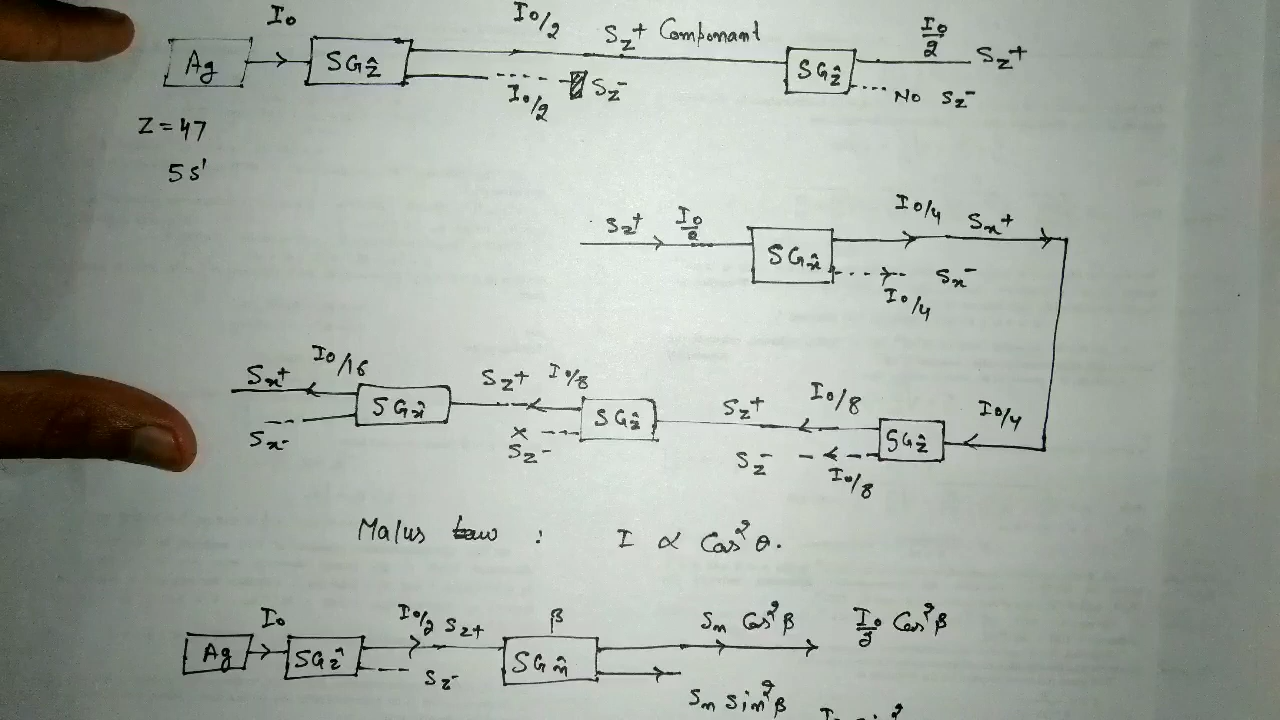 I0 I0/2 Sz+ Componant I0/2
Ag SGẑ SGẑ Sz+
I0/2 Sz- No Sz-
Z=47
5s¹
Sz+ I0/2 I0/4 Sx+
SGx̂ Sx-
I0/4
Sx+ I0/16 Sz+ I0/8 Sz+ I0/8 I0/4
SGx̂ SGẑ SGẑ
Sx- × Sz- Sz- I0/8
Malus law : I ∝ Cos²θ.
I0 I0/2 Sz+ β Sn Cos²β I0/2 Cos²β
Ag SGẑ Sz- SGn̂
Sn Sin²β